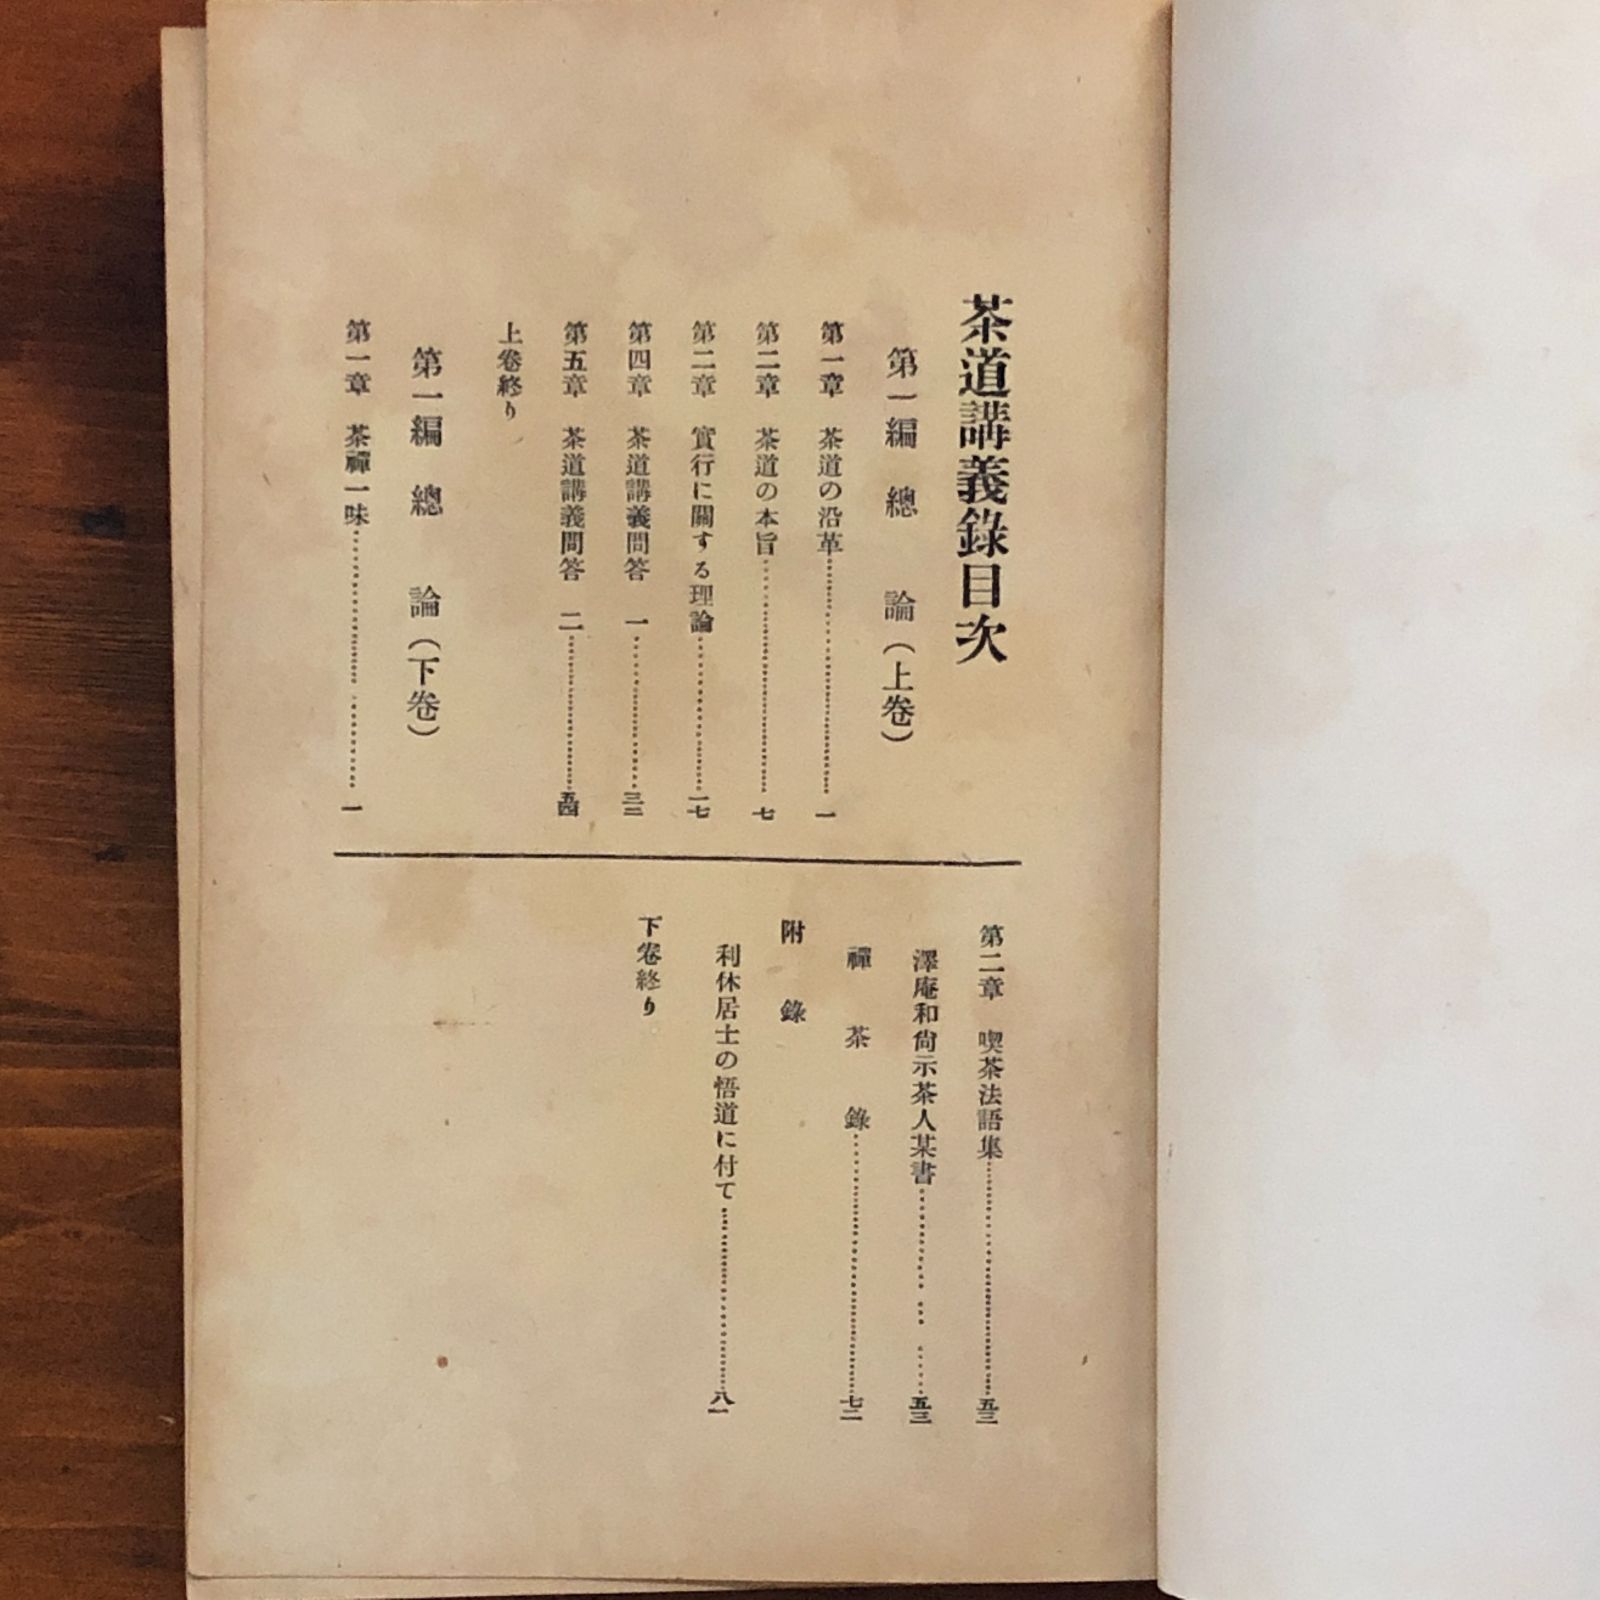 茶道講義錄目次
第一編 總 論（上卷）
第一章 茶道の沿革……一
第二章 茶道の本旨……七
第二章 實行に關する理論……一七
第四章 茶道講義問答 一……三二
第五章 茶道講義問答 二……五四
上卷終り
第一編 總 論（下卷）
第一章 茶禪一味……一
第二章 喫茶法語集……五三
澤庵和尙示茶人某書……五三
禪茶錄……七二
附錄
利休居士の悟道に付て……八一
下卷終り